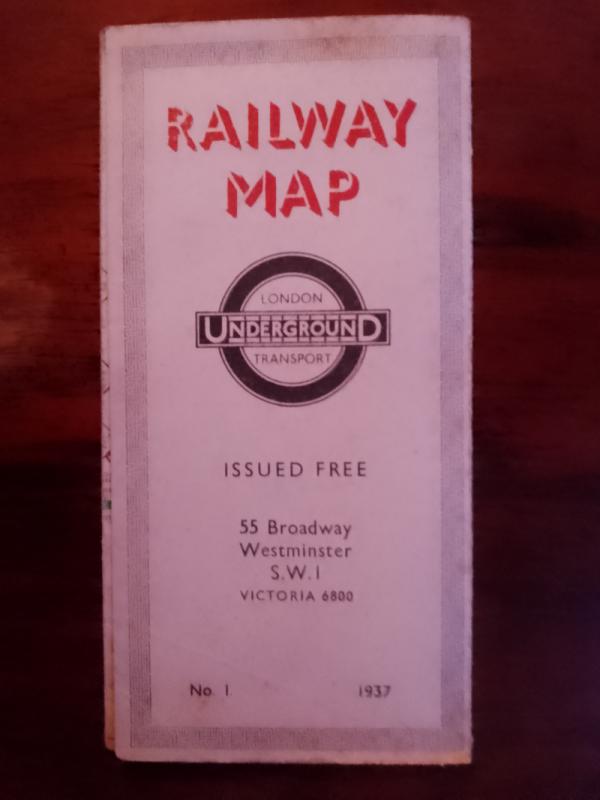 RAILWAY
MAP
LONDON
UNDERGROUND
TRANSPORT
ISSUED FREE
55 Broadway
Westminster
S.W.1
VICTORIA 6800
No. 1. 1937